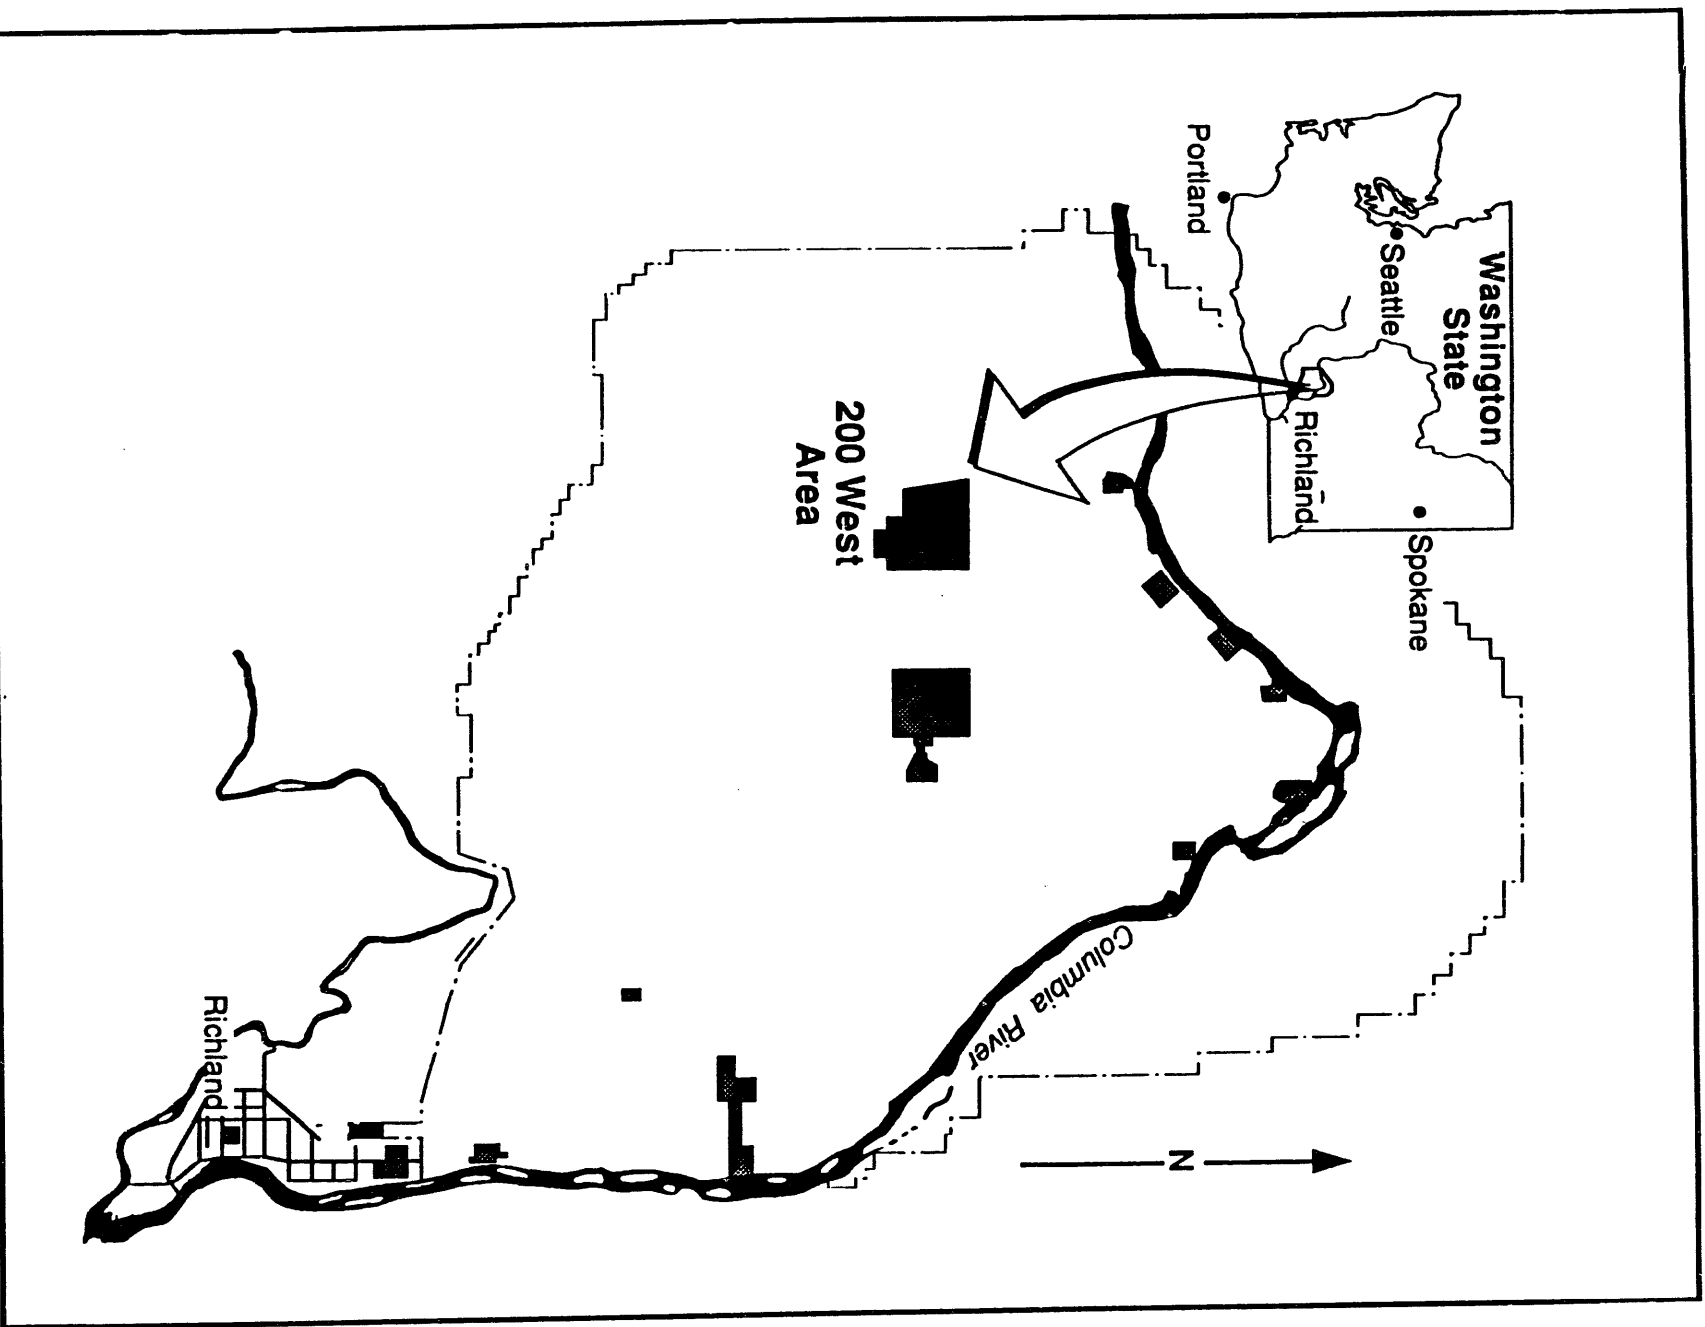 Washington
State
Seattle
Spokane
Portland
Richland
200 West
Area
Columbia River
N
Richland